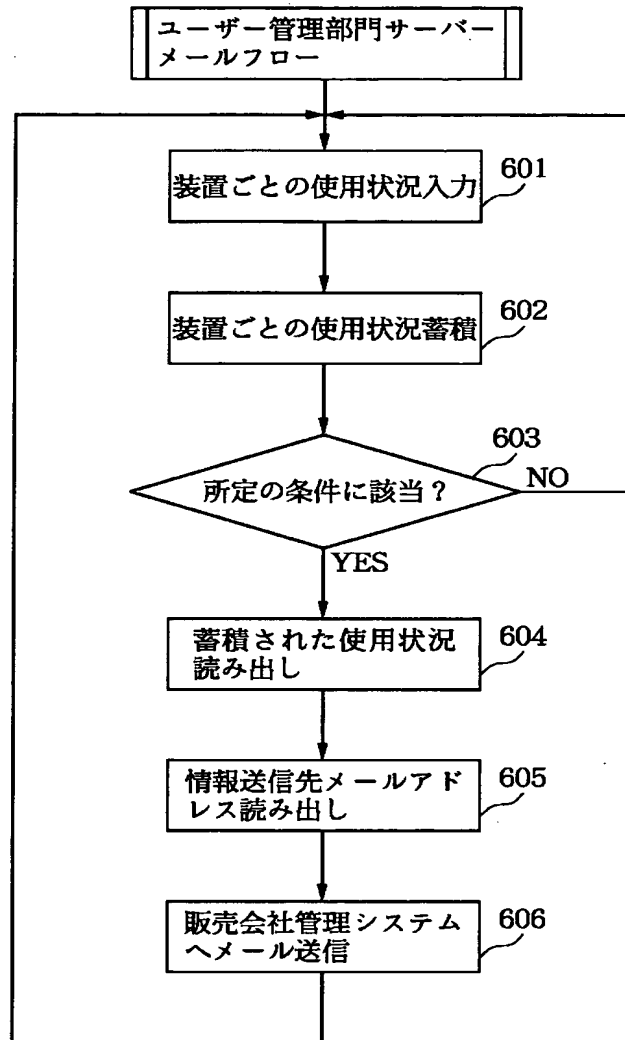 ユーザー管理部門サーバー
メールフロー
装置ごとの使用状況入力
601
装置ごとの使用状況蓄積
602
所定の条件に該当？
603
NO
YES
蓄積された使用状況
読み出し
604
情報送信先メールアド
レス読み出し
605
販売会社管理システム
へメール送信
606